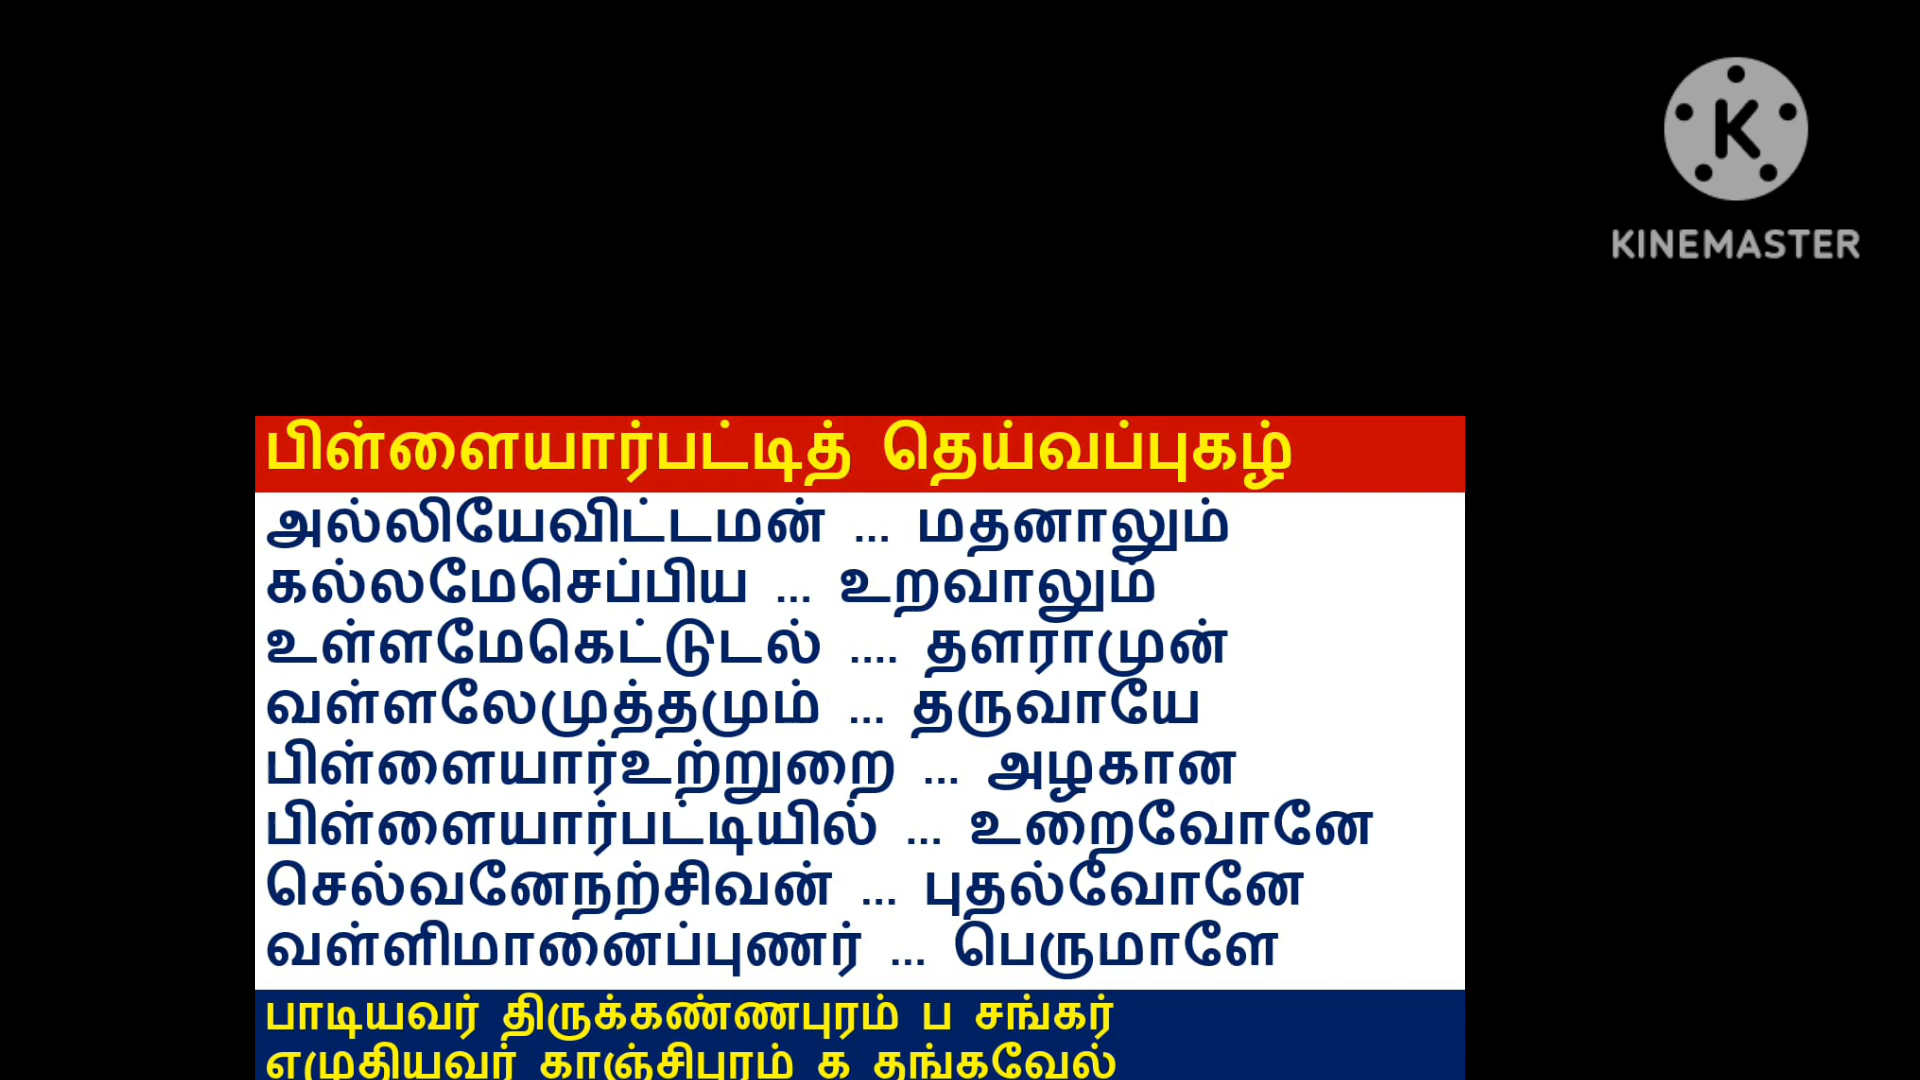 KINEMASTER
பிள்ளையார்பட்டித் தெய்வப்புகழ்
அல்லியேவிட்டமன் ... மதனாலும்
கல்லமேசெப்பிய ... உறவாலும்
உள்ளமேகெட்டுடல் .... தளராமுன்
வள்ளலேமுத்தமும் ... தருவாயே
பிள்ளையார்உற்றுறை ... அழகான
பிள்ளையார்பட்டியில் ... உறைவோனே
செல்வனேநற்சிவன் ... புதல்வோனே
வள்ளிமானைப்புணர் ... பெருமாளே
பாடியவர் திருக்கண்ணபுரம் ப சங்கர்
எழுதியவர் காஞ்சிபுரம் க தங்கவேல்